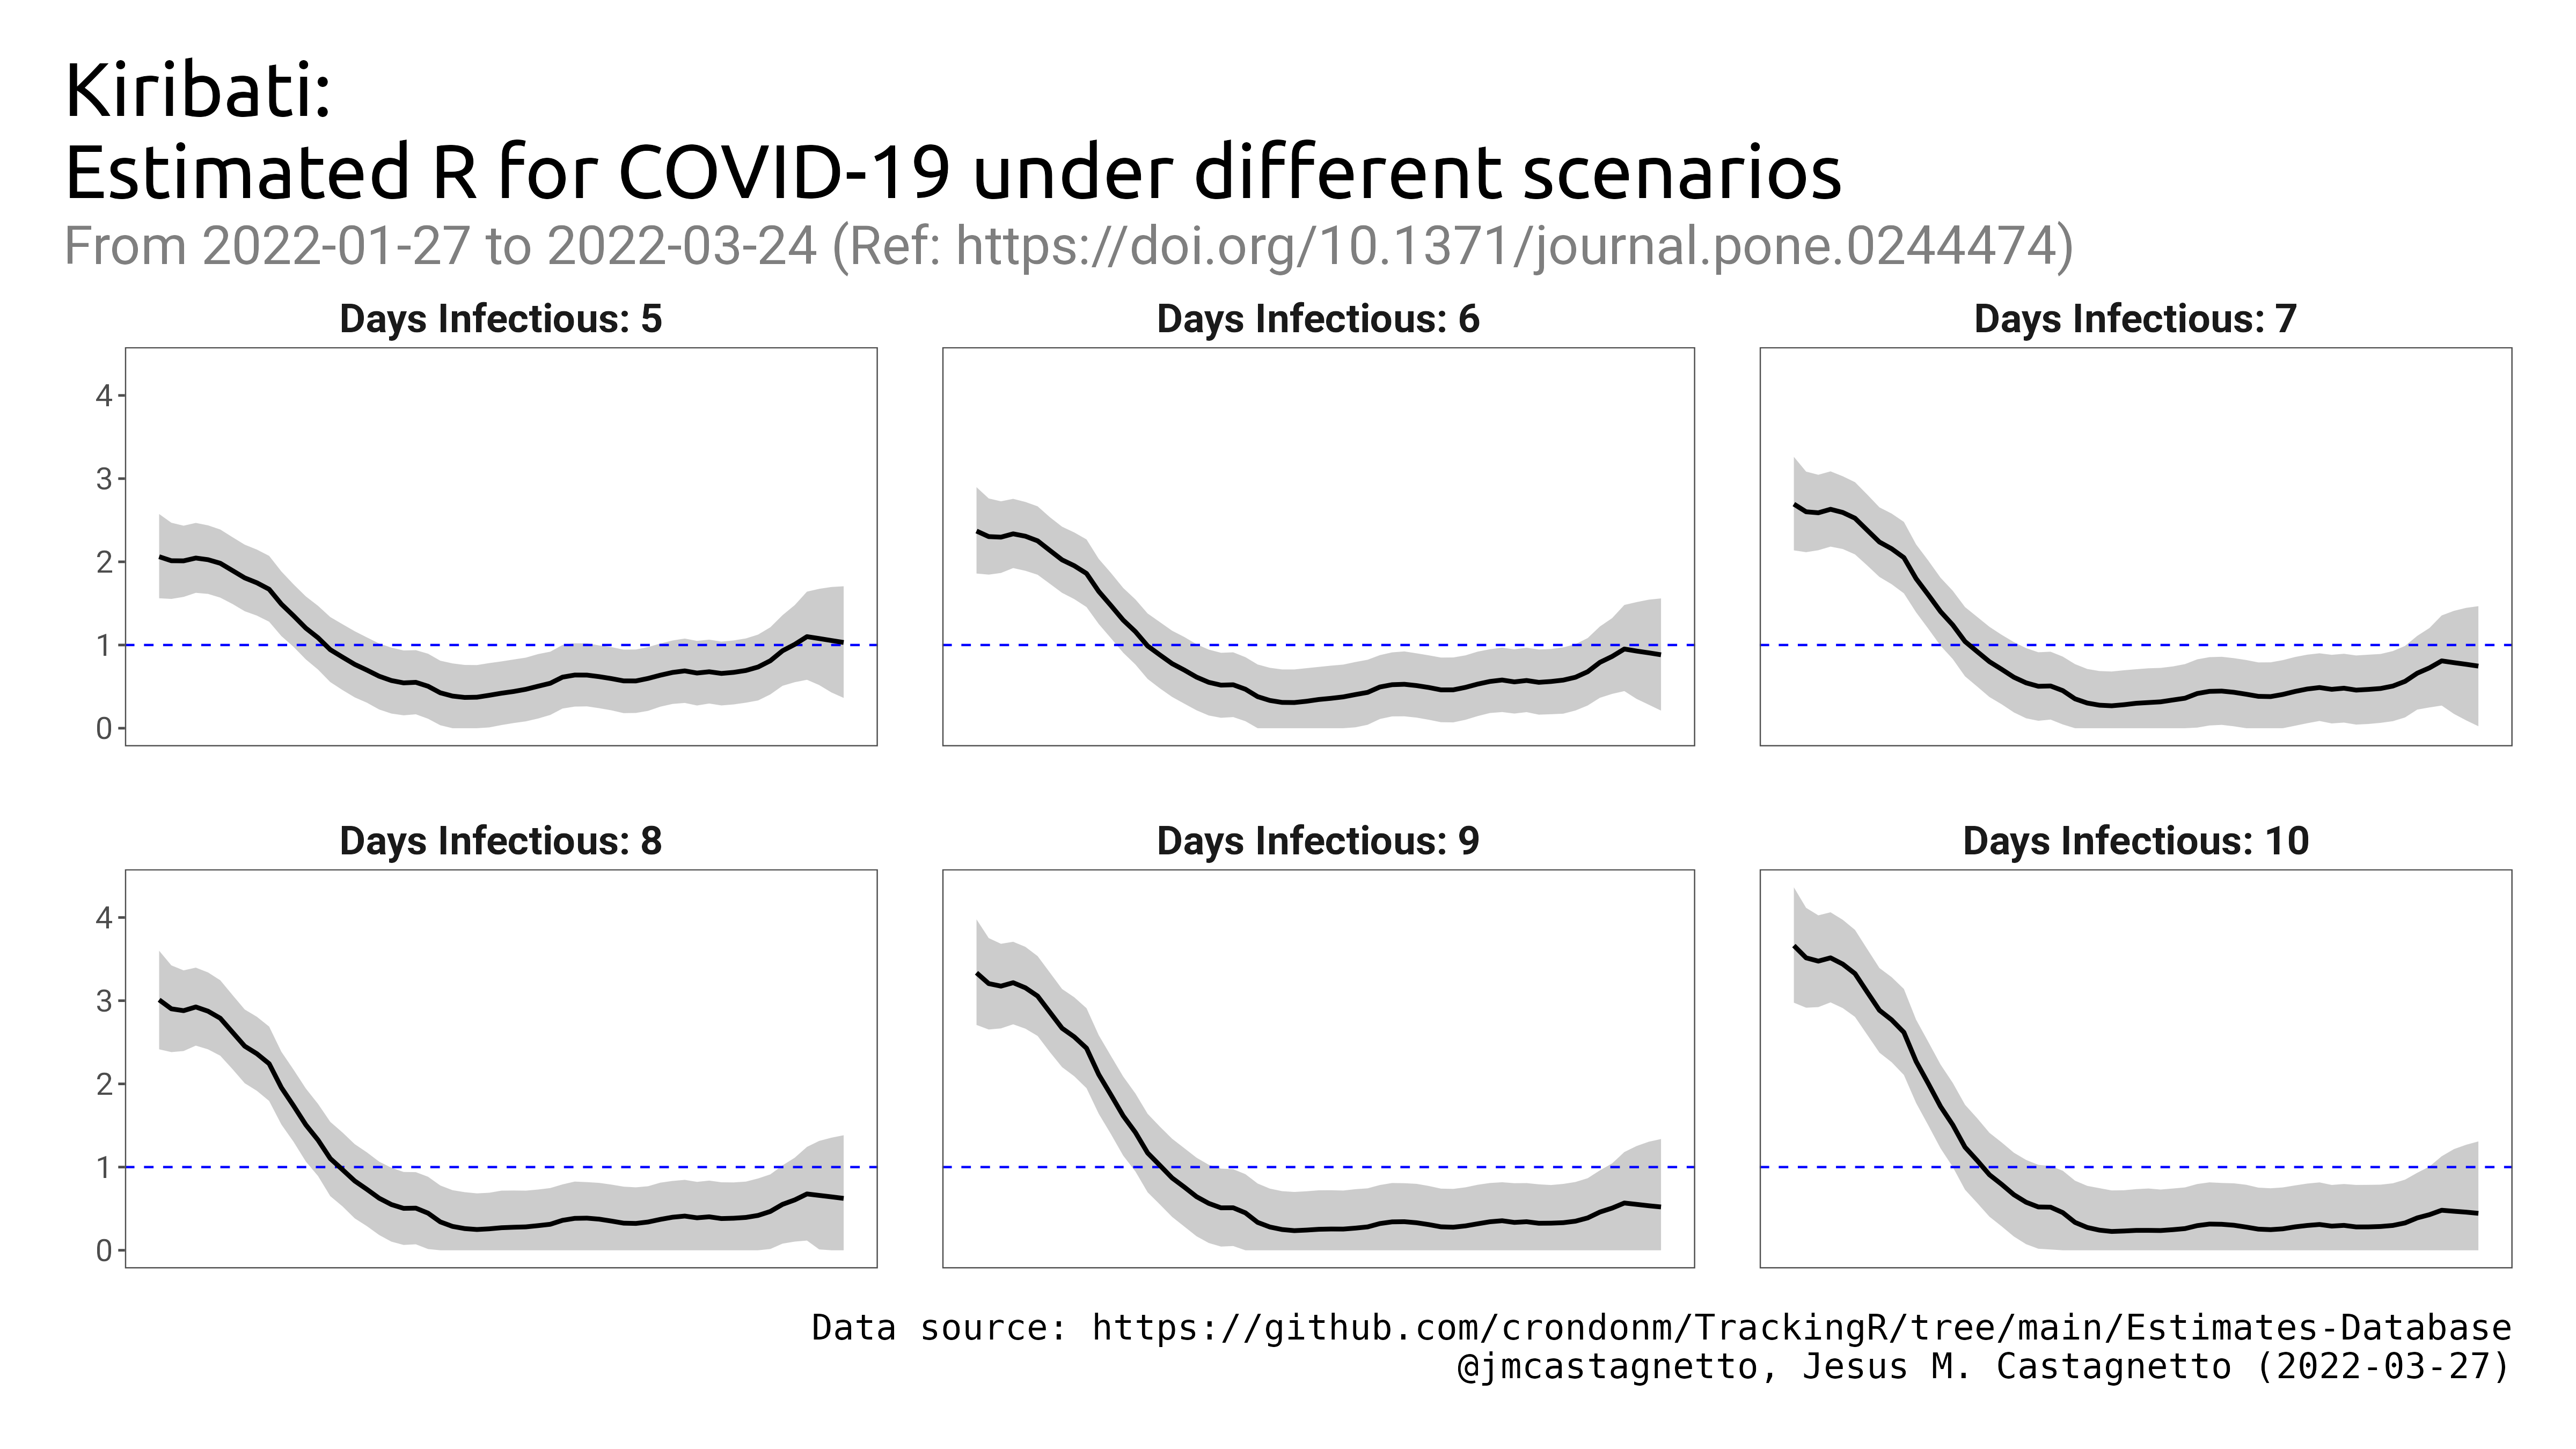 Kiribati:
Estimated R for COVID-19 under different scenarios
From 2022-01-27 to 2022-03-24 (Ref: https://doi.org/10.1371/journal.pone.0244474)
Days Infectious: 5
Days Infectious: 6
Days Infectious: 7
4
3
2
1
0
Days Infectious: 8
Days Infectious: 9
Days Infectious: 10
4
3
2
1
0
Data source: https://github.com/crondonm/TrackingR/tree/main/Estimates-Database
@jmcastagnetto, Jesus M. Castagnetto (2022-03-27)